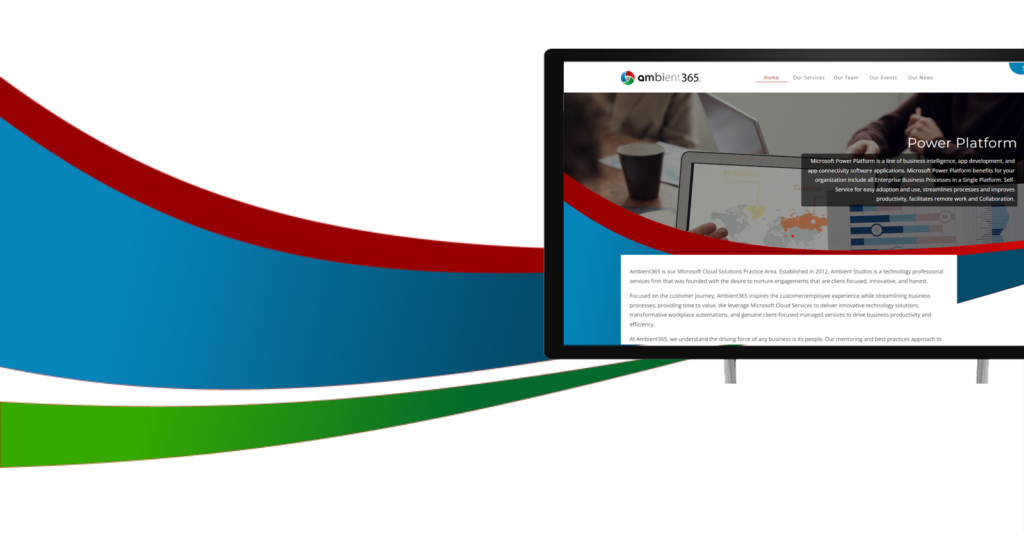 ambient365.
Home Our Services Our Team Our Events Our News
Power Platform
Microsoft Power Platform is a line of business intelligence, app development, and
app connectivity software applications. Microsoft Power Platform benefits for your
organization include all Enterprise Business Processes in a Single Platform. Self-
Service for easy adoption and use, streamlines processes and improves
productivity, facilitates remote work and Collaboration.
Ambient365 is our Microsoft Cloud Solutions Practice Area. Established in 2012, Ambient Studios is a technology professional
services firm that was founded with the desire to nurture engagements that are client-focused, innovative, and honest.
Focused on the customer journey, Ambient365 inspires the customer/employee experience while streamlining business
processes, providing time to value. We leverage Microsoft Cloud Services to deliver innovative technology solutions,
transformative workplace automations, and genuine client-focused managed services to drive business productivity and
efficiency.
At Ambient365, we understand the driving force of any business is its people. Our mentoring and best practices approach to